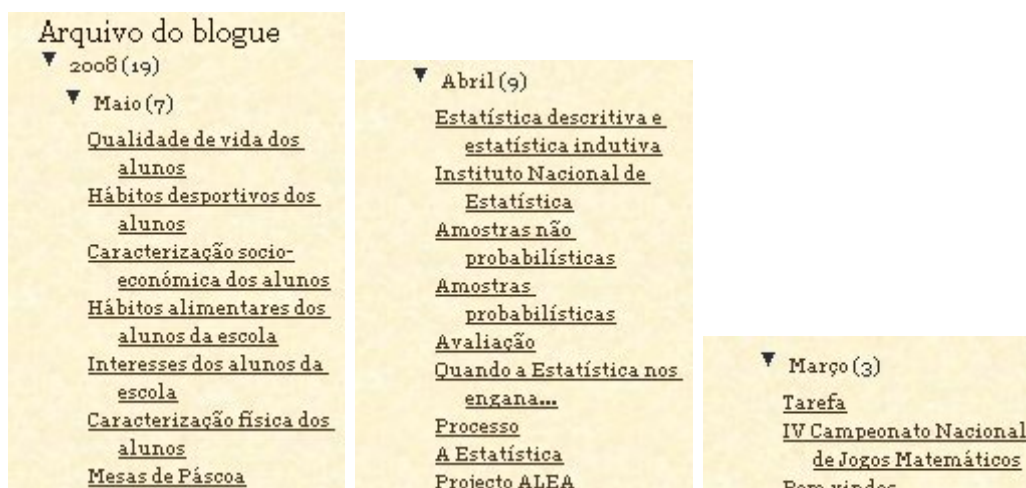 Arquivo do blogue
▼ 2008 (19)
▼ Maio (7)
Qualidade de vida dos
alunos
Hábitos desportivos dos
alunos
Caracterização socio-
económica dos alunos
Hábitos alimentares dos
alunos da escola
Interesses dos alunos da
escola
Caracterização física dos
alunos
Mesas de Páscoa
▼ Abril (9)
Estatística descritiva e
estatística indutiva
Instituto Nacional de
Estatística
Amostras não
probabilísticas
Amostras
probabilísticas
Avaliação
Quando a Estatística nos
engana...
Processo
A Estatística
Projecto ALEA
▼ Março (3)
Tarefa
IV Campeonato Nacional
de Jogos Matemáticos
Bem-vindos